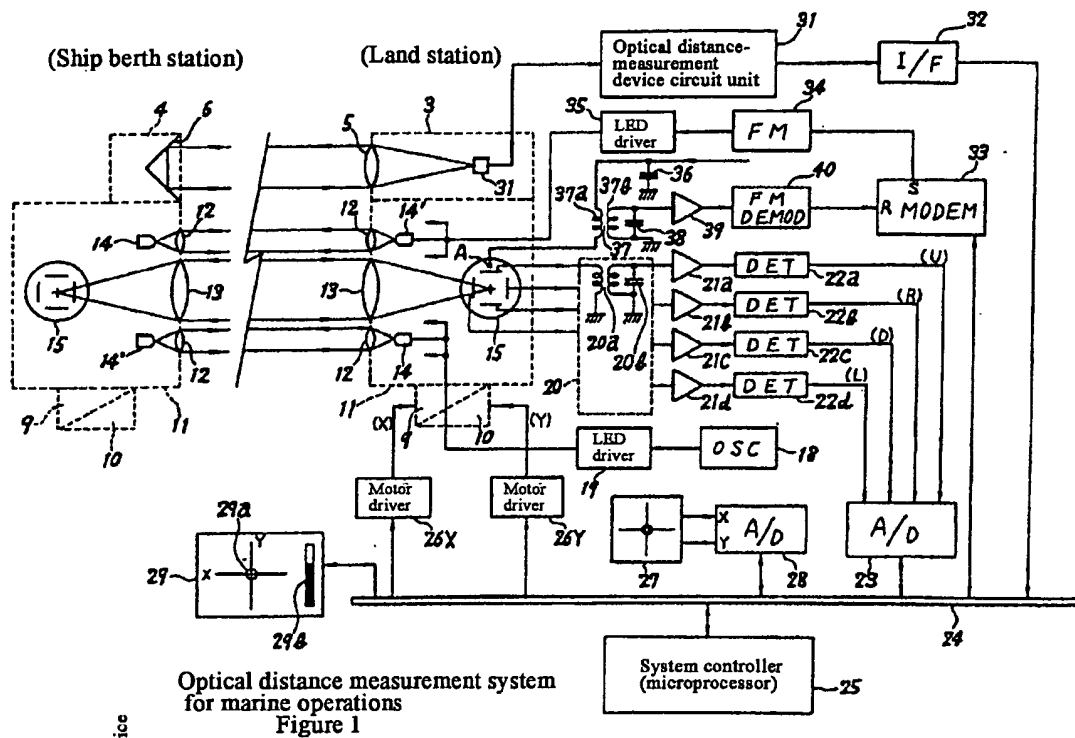 (Ship berth station)
(Land station)
31
Optical distance-
measurement
device circuit unit
32
I/F
4
6
3
5
31
35
LED
driver
34
FM
36
40
33
S
R MODEM
FM
DEMOD
37a
37b
38
39
37
12
14
12
14'
A
13
13
15
15
14'
12
12
14
20a
20b
20
21a
DET
22a
(U)
21b
DET
22b
(R)
21c
DET
22c
(D)
21d
DET
22d
(L)
9
10
11
11
(X)
9
10
(Y)
LED
driver
19
OSC
18
Motor
driver
26X
Motor
driver
26Y
27
X
Y
A/D
28
A/D
23
29
29a
Y
X
29b
24
System controller
(microprocessor)
25
Optical distance measurement system
for marine operations
Figure 1
ice